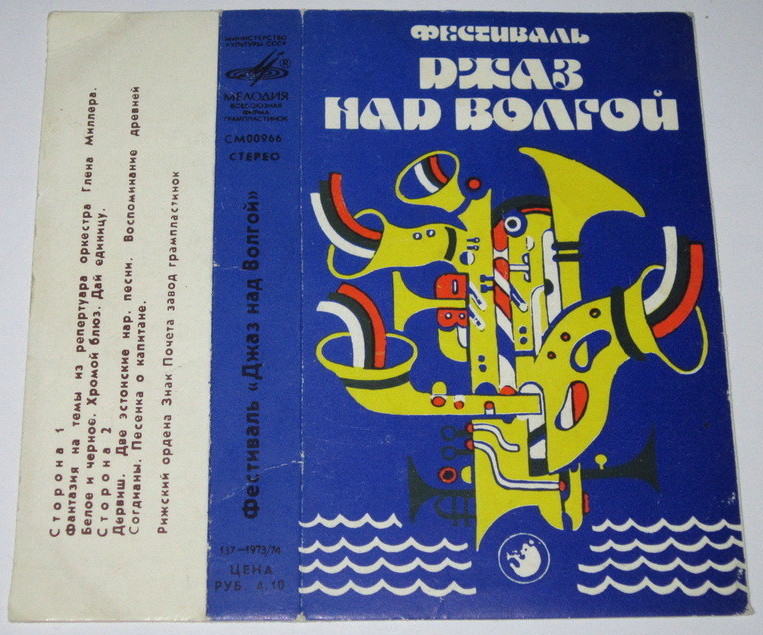 Сторона 1
Фантазия на темы из репертуара оркестра Глена Миллера.
Белое и черное. Хромой блюз. Дай единицу.
Сторона 2
Дервиш. Две эстонские нар. песни. Воспоминание древней
Согдианы. Песенка о капитане.
Рижский ордена Знак Почета завод грампластинок
МИНИСТЕРСТВО
КУЛЬТУРЫ СССР
®
МЕЛОДИЯ
ВСЕСОЮЗНАЯ
ФИРМА
ГРАМПЛАСТИНОК
СМ00966
СТЕРЕО
Фестиваль «Джаз над Волгой»
137—1973/74
ЦЕНА
РУБ. 4.10
ФЕСТИВАЛЬ
ДЖАЗ
НАД ВОЛГОЙ